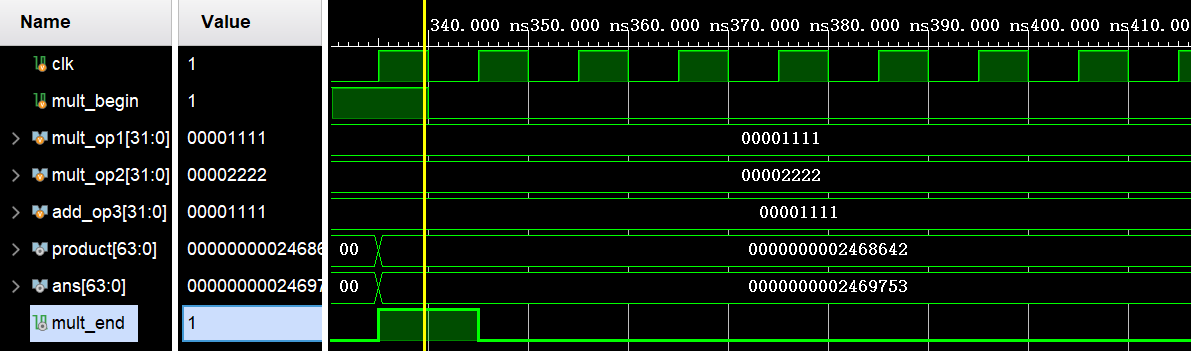 Name Value 340.000 ns 350.000 ns 360.000 ns 370.000 ns 380.000 ns 390.000 ns 400.000 ns 410.00
clk 1
mult_begin 1
mult_op1[31:0] 00001111 00001111
mult_op2[31:0] 00002222 00002222
add_op3[31:0] 00001111 00001111
product[63:0] 00000000024686 00 0000000002468642
ans[63:0] 00000000024697 00 0000000002469753
mult_end 1